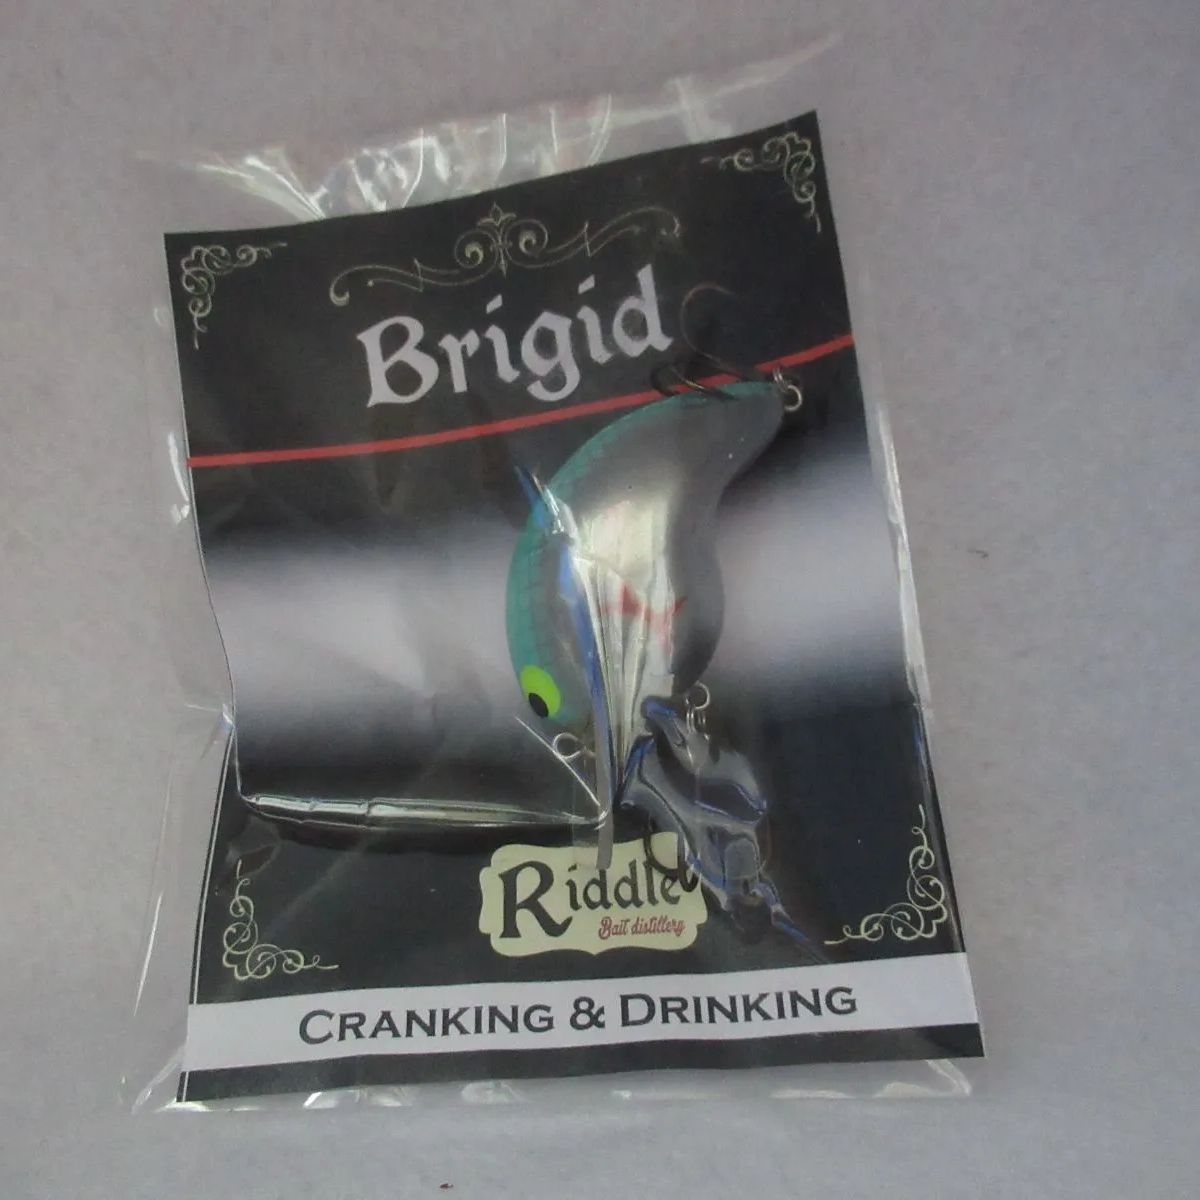 Brigid
Riddle
Bait distillery
CRANKING & DRINKING